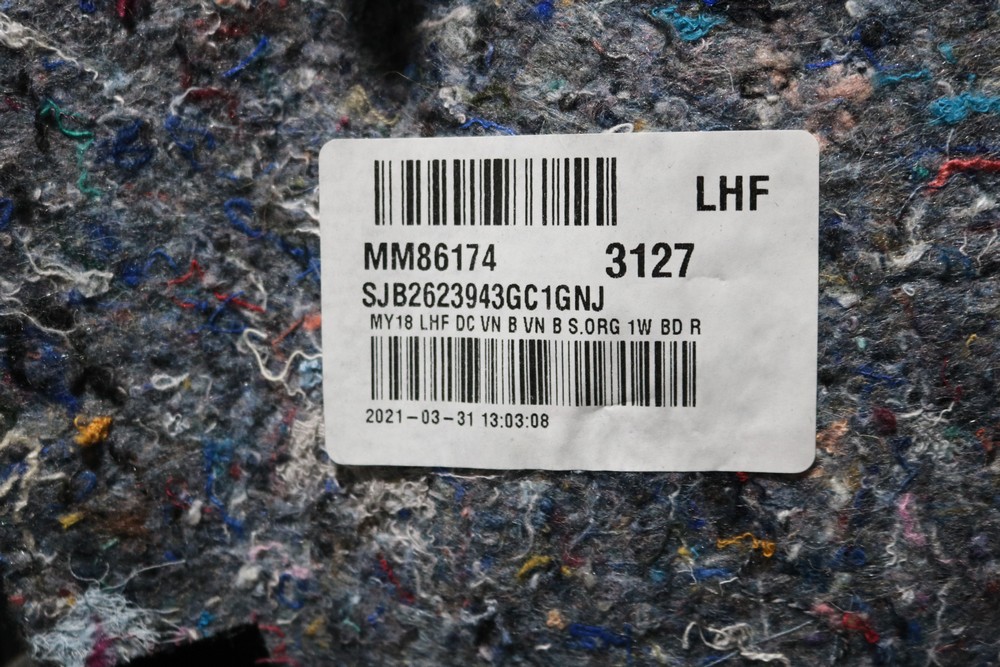 LHF
MM86174 3127
SJB2623943GC1GNJ
MY18 LHF DC VN B VN B S.ORG 1W BD R
2021-03-31 13:03:08